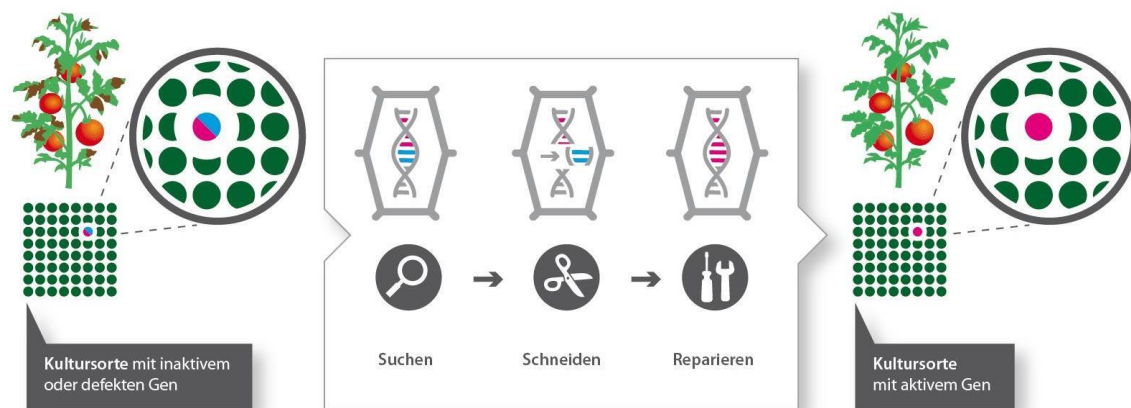 Suchen
Schneiden
Reparieren
Kultursorte mit inaktivem
oder defekten Gen
Kultursorte
mit aktivem Gen